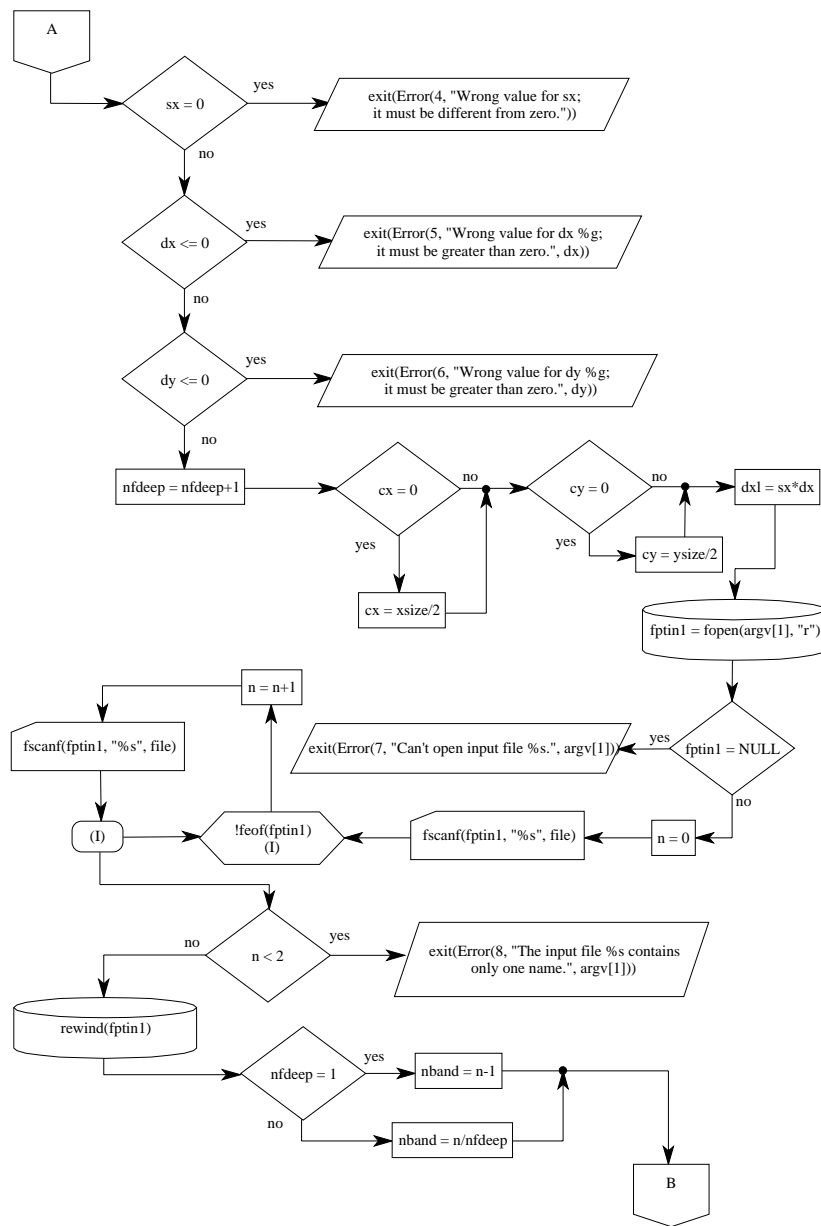 A
sx = 0
yes
exit(Error(4, "Wrong value for sx;
it must be different from zero."))
no
dx <= 0
yes
exit(Error(5, "Wrong value for dx %g;
it must be greater than zero.", dx))
no
dy <= 0
yes
exit(Error(6, "Wrong value for dy %g;
it must be greater than zero.", dy))
no
nfdeep = nfdeep+1
cx = 0
no
yes
cx = xsize/2
cy = 0
no
yes
cy = ysize/2
dxl = sx*dx
fptin1 = fopen(argv[1], "r")
fptin1 = NULL
yes
exit(Error(7, "Can't open input file %s.", argv[1]))
no
n = 0
fscanf(fptin1, "%s", file)
!feof(fptin1)
(I)
n = n+1
fscanf(fptin1, "%s", file)
(I)
n < 2
yes
exit(Error(8, "The input file %s contains
only one name.", argv[1]))
no
rewind(fptin1)
nfdeep = 1
yes
nband = n-1
no
nband = n/nfdeep
B